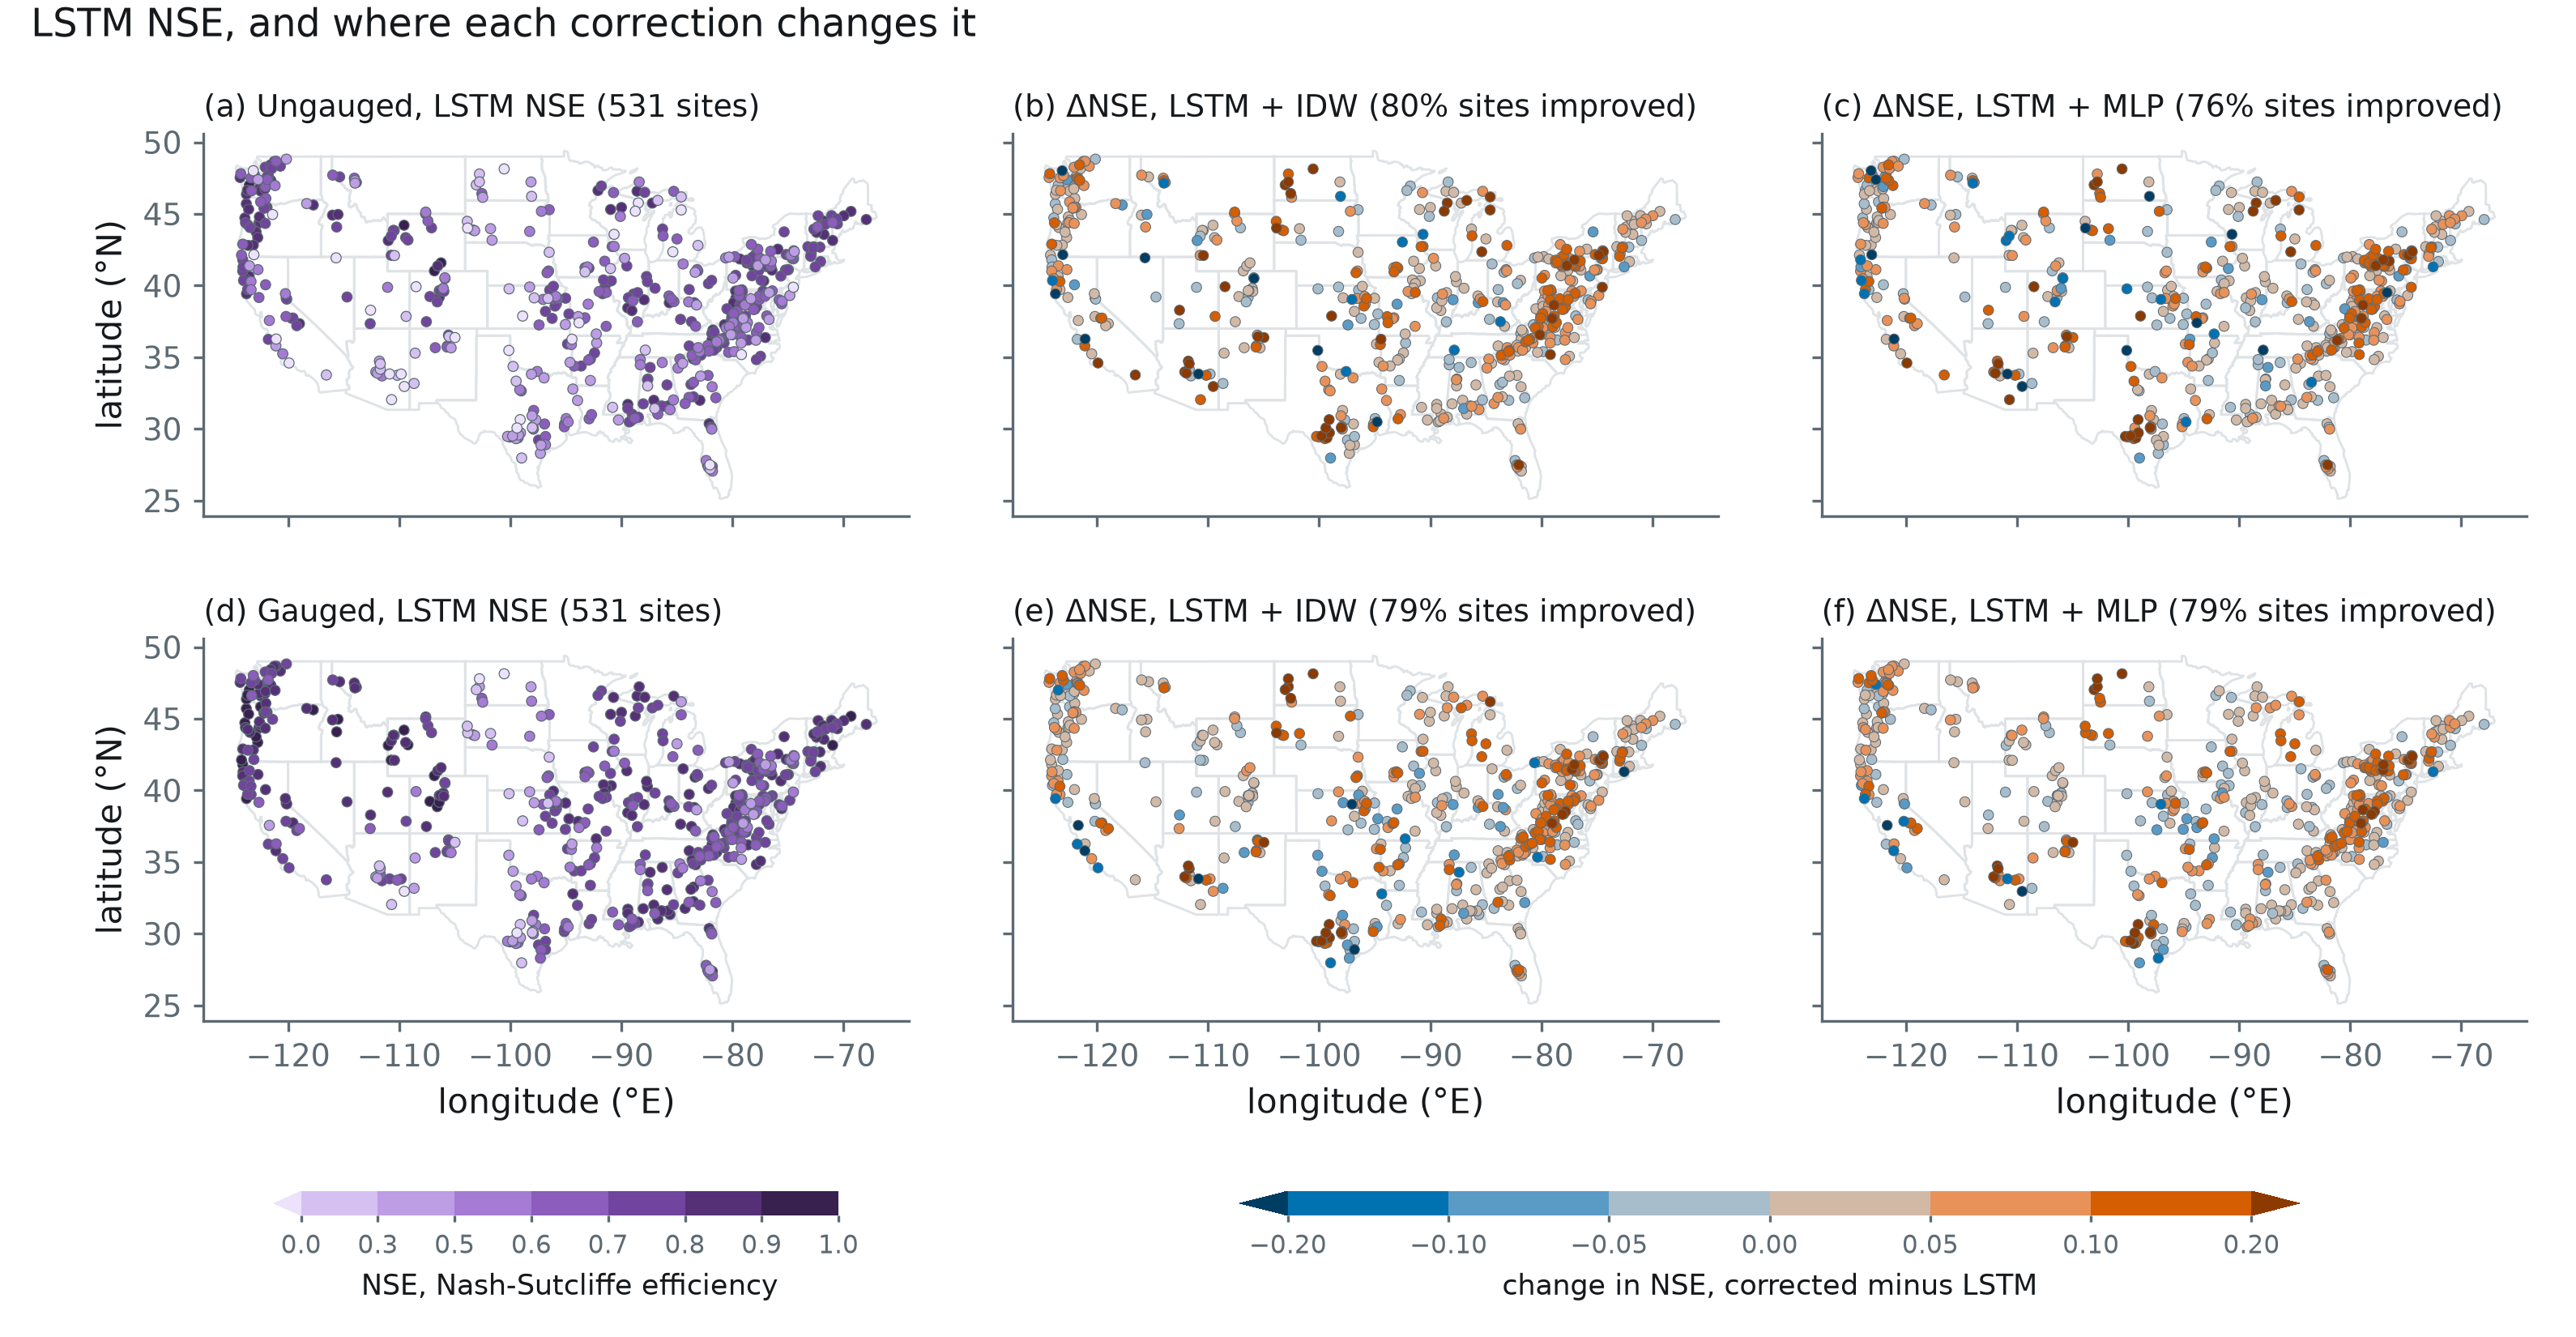 LSTM NSE, and where each correction changes it
(a) Ungauged, LSTM NSE (531 sites)
(b) ΔNSE, LSTM + IDW (80% sites improved)
(c) ΔNSE, LSTM + MLP (76% sites improved)
latitude (°N)
50
45
40
35
30
25
(d) Gauged, LSTM NSE (531 sites)
(e) ΔNSE, LSTM + IDW (79% sites improved)
(f) ΔNSE, LSTM + MLP (79% sites improved)
latitude (°N)
50
45
40
35
30
25
−120 −110 −100 −90 −80 −70
−120 −110 −100 −90 −80 −70
−120 −110 −100 −90 −80 −70
longitude (°E)
longitude (°E)
longitude (°E)
0.0 0.3 0.5 0.6 0.7 0.8 0.9 1.0
NSE, Nash-Sutcliffe efficiency
−0.20 −0.10 −0.05 0.00 0.05 0.10 0.20
change in NSE, corrected minus LSTM